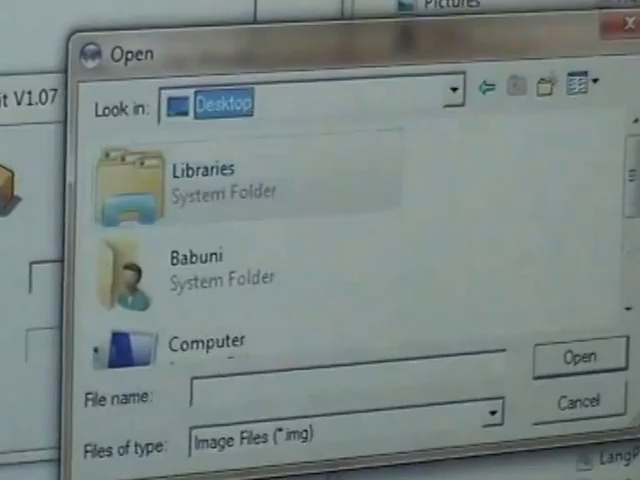 Pictures
Open
it V1.07
Look in: Desktop
Libraries
System Folder
Babuni
System Folder
Computer
File name:
Open
Files of type: Image Files (*.img)
Cancel
LangP